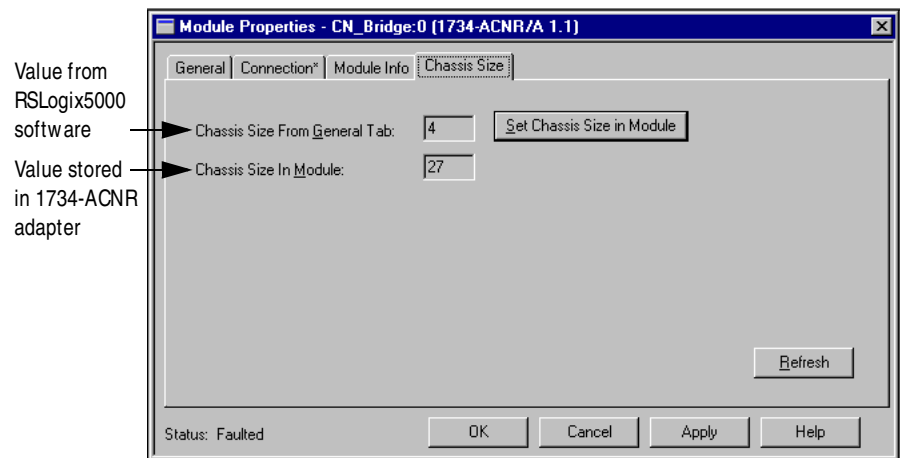 Module Properties - CN_Bridge:0 (1734-ACNR/A 1.1)
General Connection* Module Info Chassis Size
Value from
RSLogix5000
software
Chassis Size From General Tab: 4 Set Chassis Size in Module
Value stored
in 1734-ACNR
adapter
Chassis Size In Module: 27
Refresh
Status: Faulted OK Cancel Apply Help